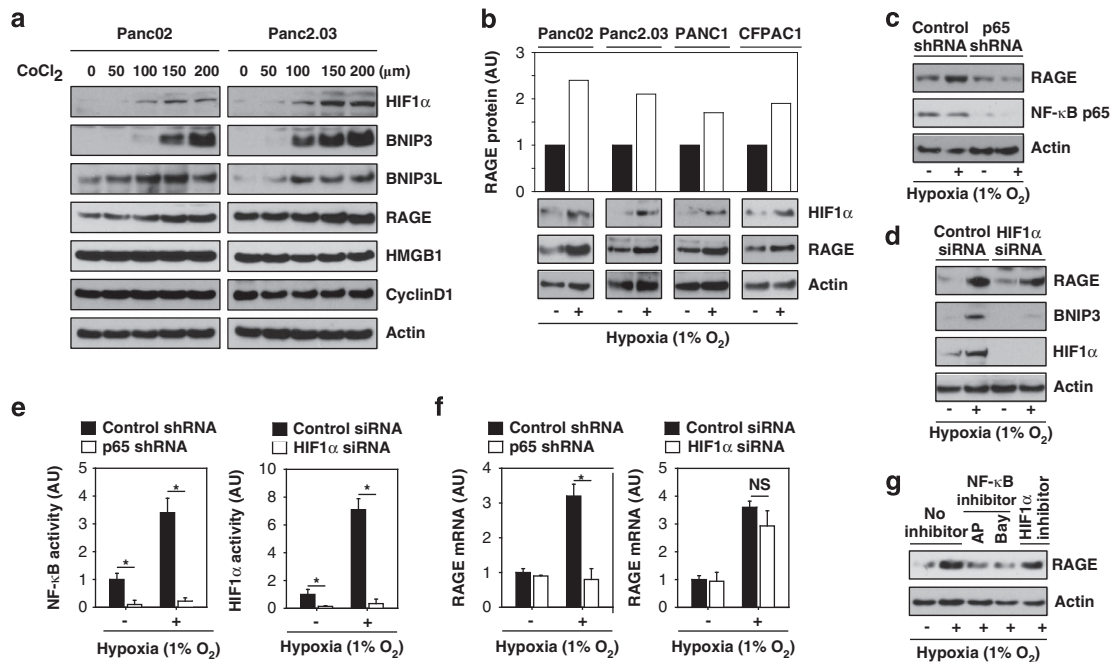 a
Panc02 Panc2.03
CoCl2 0 50 100 150 200 0 50 100 150 200 (μm)
HIF1α
BNIP3
BNIP3L
RAGE
HMGB1
CyclinD1
Actin
b
Panc02 Panc2.03 PANC1 CFPAC1
RAGE protein (AU)
3
2
1
0
HIF1α
RAGE
Actin
- + - + - + - +
Hypoxia (1% O2)
c
Control shRNA p65 shRNA
RAGE
NF-κB p65
Actin
- + - +
Hypoxia (1% O2)
d
Control siRNA HIF1α siRNA
RAGE
BNIP3
HIF1α
Actin
- + - +
Hypoxia (1% O2)
e
Control shRNA
p65 shRNA
NF-κB activity (AU)
5
4
3
2
1
0
* *
- +
Hypoxia (1% O2)
Control siRNA
HIF1α siRNA
HIF1α activity (AU)
10
8
6
4
2
0
* *
- +
f
Control shRNA
p65 shRNA
RAGE mRNA (AU)
4
3
2
1
0
*
- +
Hypoxia (1% O2)
Control siRNA
HIF1α siRNA
RAGE mRNA (AU)
5
4
3
2
1
0
NS
- +
g
No inhibitor
NF-κB inhibitor
AP
Bay
HIF1α inhibitor
RAGE
Actin
- + + + +
Hypoxia (1% O2)